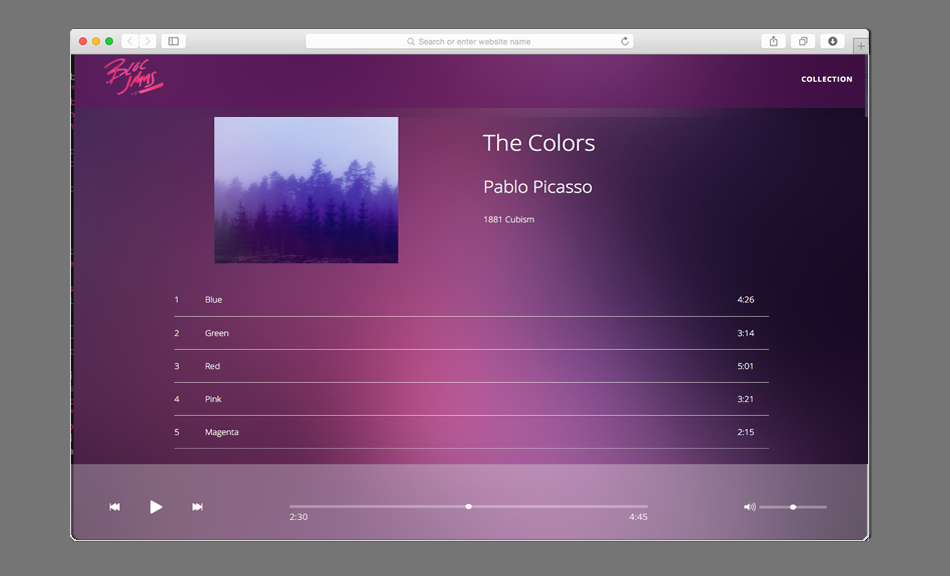 Search or enter website name
BLOC
JAMS
COLLECTION
The Colors
Pablo Picasso
1881 Cubism
1 Blue 4:26
2 Green 3:14
3 Red 5:01
4 Pink 3:21
5 Magenta 2:15
2:30 4:45